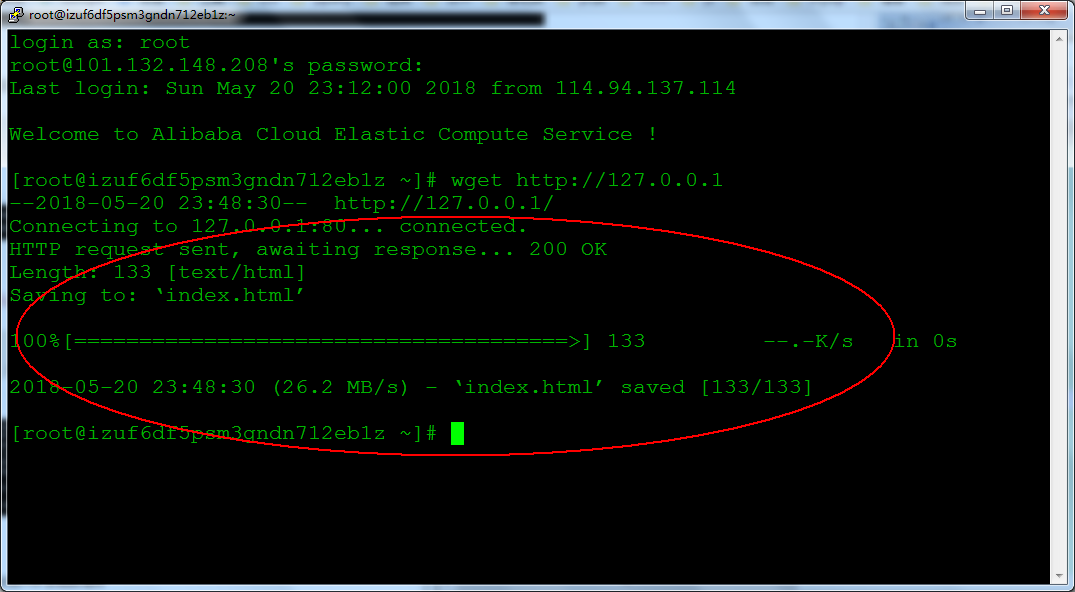 root@izuf6df5psm3gndn712eb1z:~
login as: root
root@101.132.148.208's password:
Last login: Sun May 20 23:12:00 2018 from 114.94.137.114
Welcome to Alibaba Cloud Elastic Compute Service !
[root@izuf6df5psm3gndn712eb1z ~]# wget http://127.0.0.1
--2018-05-20 23:48:30--  http://127.0.0.1/
Connecting to 127.0.0.1:80... connected.
HTTP request sent, awaiting response... 200 OK
Length: 133 [text/html]
Saving to: ‘index.html’
100%[======================================>] 133         --.-K/s   in 0s
2018-05-20 23:48:30 (26.2 MB/s) - ‘index.html’ saved [133/133]
[root@izuf6df5psm3gndn712eb1z ~]#